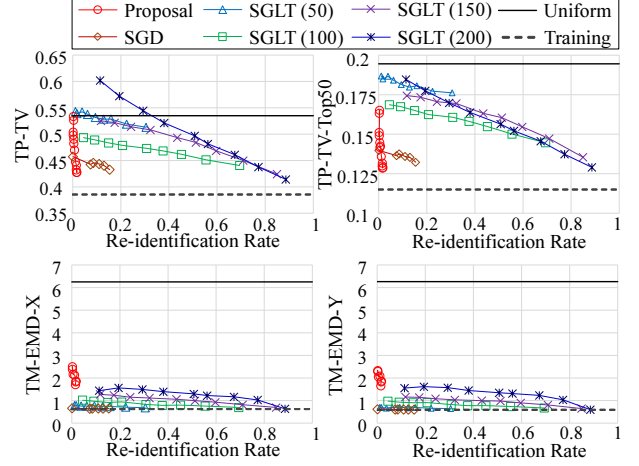 Proposal SGLT (50) SGLT (150) Uniform
SGD SGLT (100) SGLT (200) Training
TP-TV
0.65
0.6
0.55
0.5
0.45
0.4
0.35
0 0.2 0.4 0.6 0.8 1
Re-identification Rate
TP-TV-Top50
0.2
0.175
0.15
0.125
0.1
0 0.2 0.4 0.6 0.8 1
Re-identification Rate
TM-EMD-X
7
6
5
4
3
2
1
0
0 0.2 0.4 0.6 0.8 1
Re-identification Rate
TM-EMD-Y
7
6
5
4
3
2
1
0
0 0.2 0.4 0.6 0.8 1
Re-identification Rate